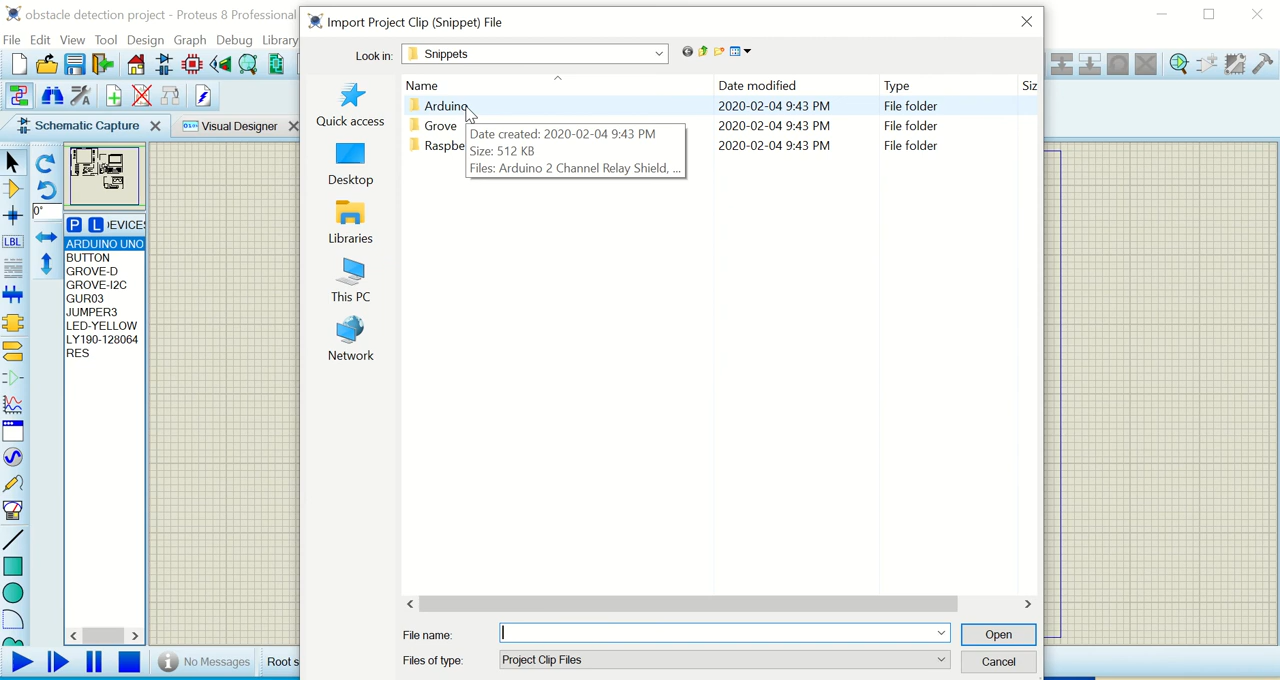 obstacle detection project - Proteus 8 Professional
File Edit View Tool Design Graph Debug Library
Schematic Capture
Visual Designer
LBL
0°
P L DEVICES
ARDUINO UNO
BUTTON
GROVE-D
GROVE-I2C
GUR03
JUMPER3
LED-YELLOW
LY190-128064
RES
No Messages
Root s
Import Project Clip (Snippet) File
Look in: Snippets
Quick access
Desktop
Libraries
This PC
Network
Name Date modified Type Siz
Arduino 2020-02-04 9:43 PM File folder
Grove 2020-02-04 9:43 PM File folder
Raspbe 2020-02-04 9:43 PM File folder
Date created: 2020-02-04 9:43 PM
Size: 512 KB
Files: Arduino 2 Channel Relay Shield, ...
File name: Open
Files of type: Project Clip Files Cancel